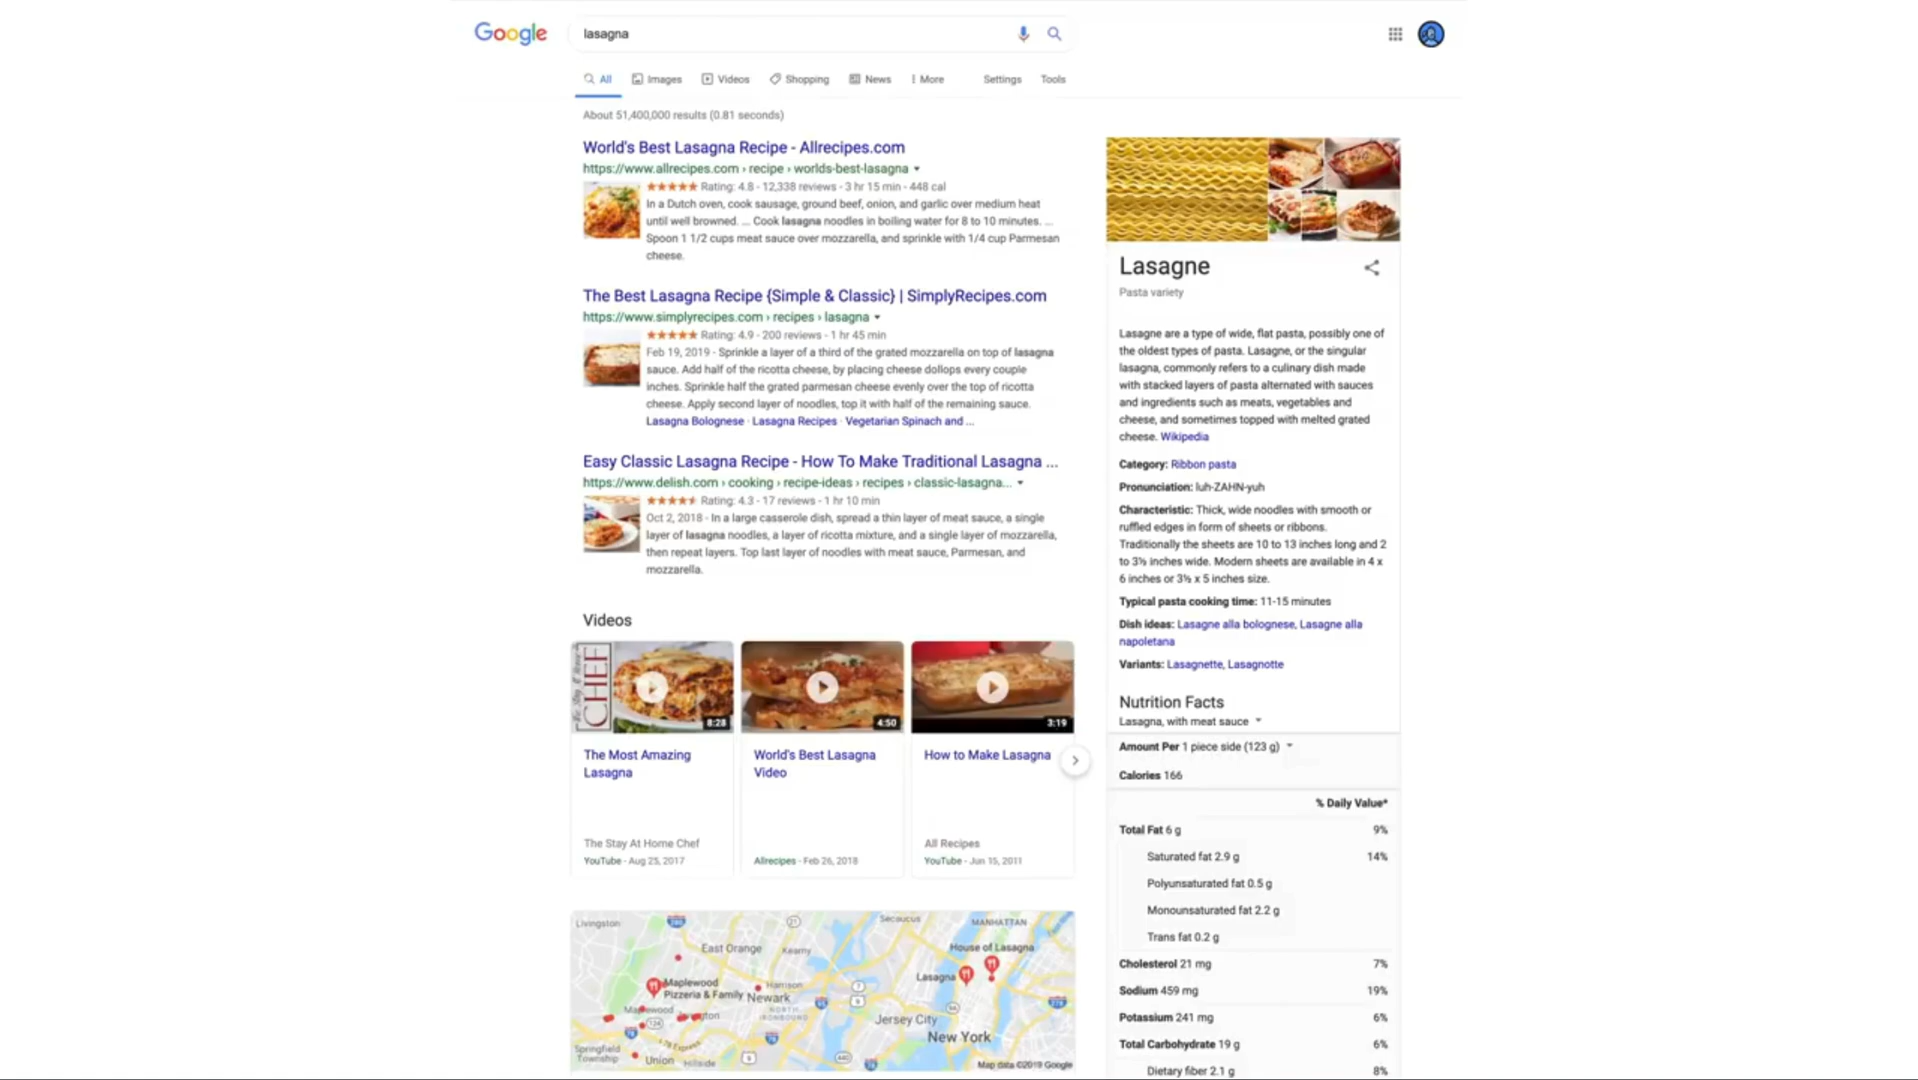 Google
lasagna
All
Images
Videos
Shopping
News
More
Settings
Tools
About 51,400,000 results (0.81 seconds)
World's Best Lasagna Recipe - Allrecipes.com
https://www.allrecipes.com › recipe › worlds-best-lasagna
Rating: 4.8 - 12,338 reviews - 3 hr 15 min - 448 cal
In a Dutch oven, cook sausage, ground beef, onion, and garlic over medium heat
until well browned. ... Cook lasagna noodles in boiling water for 8 to 10 minutes. ...
Spoon 1 1/2 cups meat sauce over mozzarella, and sprinkle with 1/4 cup Parmesan
cheese.
The Best Lasagna Recipe {Simple & Classic} | SimplyRecipes.com
https://www.simplyrecipes.com › recipes › lasagna
Rating: 4.9 - 200 reviews - 1 hr 45 min
Feb 19, 2019 - Sprinkle a layer of a third of the grated mozzarella on top of lasagna
sauce. Add half of the ricotta cheese, by placing cheese dollops every couple
inches. Sprinkle half the grated parmesan cheese evenly over the top of ricotta
cheese. Apply second layer of noodles, top it with half of the remaining sauce.
Lasagna Bolognese · Lasagna Recipes · Vegetarian Spinach and ...
Easy Classic Lasagna Recipe - How To Make Traditional Lasagna ...
https://www.delish.com › cooking › recipe-ideas › recipes › classic-lasagna...
Rating: 4.3 - 17 reviews - 1 hr 10 min
Oct 2, 2018 - In a large casserole dish, spread a thin layer of meat sauce, a single
layer of lasagna noodles, a layer of ricotta mixture, and a single layer of mozzarella,
then repeat layers. Top last layer of noodles with meat sauce, Parmesan, and
mozzarella.
Videos
The Stay At Home
CHEF
8:28
4:50
3:19
The Most Amazing
Lasagna
The Stay At Home Chef
YouTube - Aug 25, 2017
World's Best Lasagna
Video
Allrecipes - Feb 26, 2018
How to Make Lasagna
All Recipes
YouTube - Jun 15, 2011
Livingston
Secaucus
MANHATTAN
East Orange
Kearny
House of Lasagna
Lasagna
Maplewood
Pizzeria & Family
Harrison
Newark
NORTH
IRONBOUND
Maplewood
Jersey City
New York
Springfield
Township
Union
Hillside
Map data ©2019 Google
Lasagne
Pasta variety
Lasagne are a type of wide, flat pasta, possibly one of
the oldest types of pasta. Lasagne, or the singular
lasagna, commonly refers to a culinary dish made
with stacked layers of pasta alternated with sauces
and ingredients such as meats, vegetables and
cheese, and sometimes topped with melted grated
cheese. Wikipedia
Category: Ribbon pasta
Pronunciation: luh-ZAHN-yuh
Characteristic: Thick, wide noodles with smooth or
ruffled edges in form of sheets or ribbons.
Traditionally the sheets are 10 to 13 inches long and 2
to 3½ inches wide. Modern sheets are available in 4 x
6 inches or 3½ x 5 inches size.
Typical pasta cooking time: 11-15 minutes
Dish ideas: Lasagne alla bolognese, Lasagne alla
napoletana
Variants: Lasagnette, Lasagnotte
Nutrition Facts
Lasagna, with meat sauce
Amount Per 1 piece side (123 g)
Calories 166
% Daily Value*
Total Fat 6 g 9%
Saturated fat 2.9 g 14%
Polyunsaturated fat 0.5 g
Monounsaturated fat 2.2 g
Trans fat 0.2 g
Cholesterol 21 mg 7%
Sodium 459 mg 19%
Potassium 241 mg 6%
Total Carbohydrate 19 g 6%
Dietary fiber 2.1 g 8%